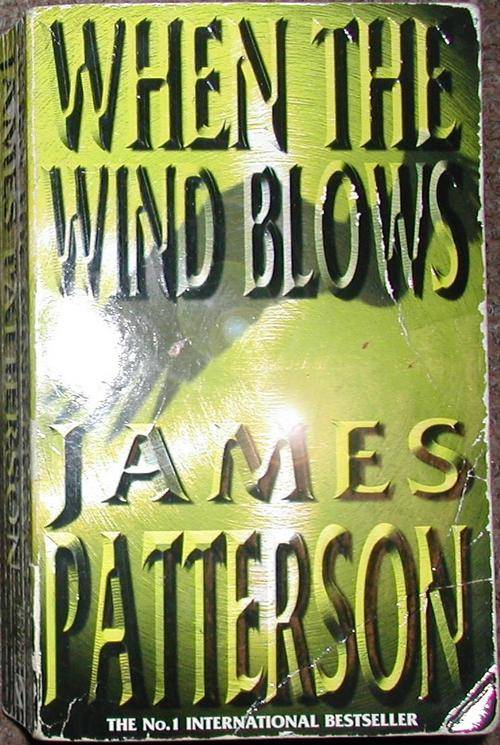 WHEN THE
WIND BLOWS
JAMES
PATTERSON
THE No.1 INTERNATIONAL BESTSELLER
JAMES PATTERSON